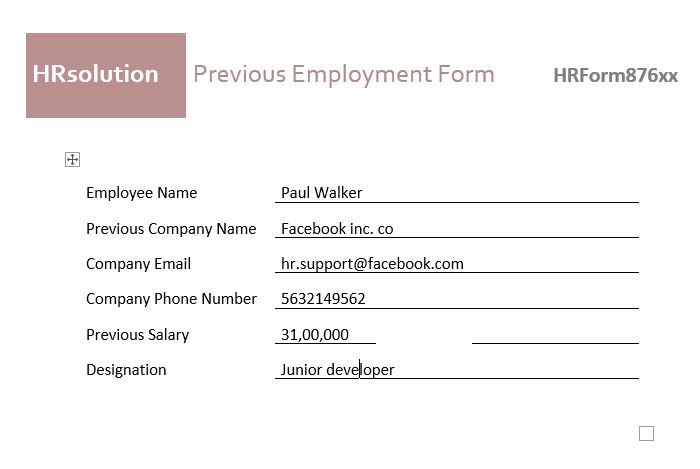 HRsolution Previous Employment Form HRForm876xx
Employee Name Paul Walker
Previous Company Name Facebook inc. co
Company Email hr.support@facebook.com
Company Phone Number 5632149562
Previous Salary 31,00,000
Designation Junior developer